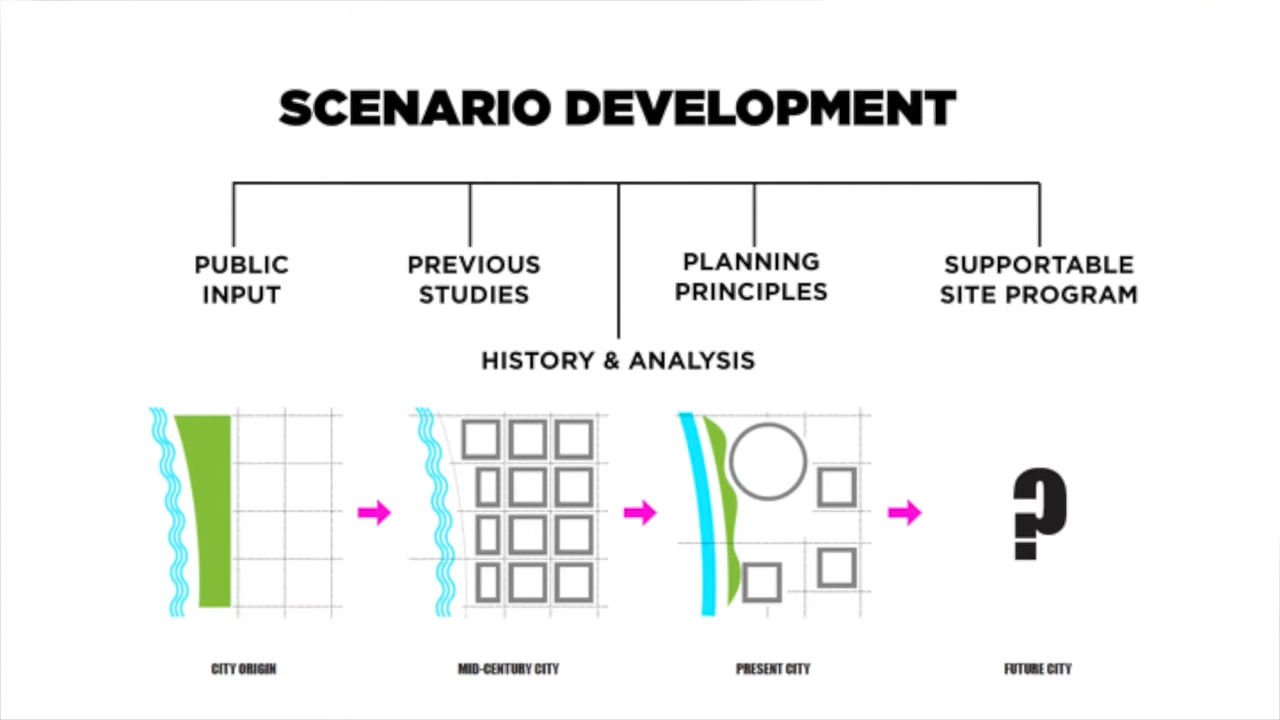 SCENARIO DEVELOPMENT
PUBLIC
INPUT
PREVIOUS
STUDIES
PLANNING
PRINCIPLES
SUPPORTABLE
SITE PROGRAM
HISTORY & ANALYSIS
?
CITY ORIGIN
MID-CENTURY CITY
PRESENT CITY
FUTURE CITY